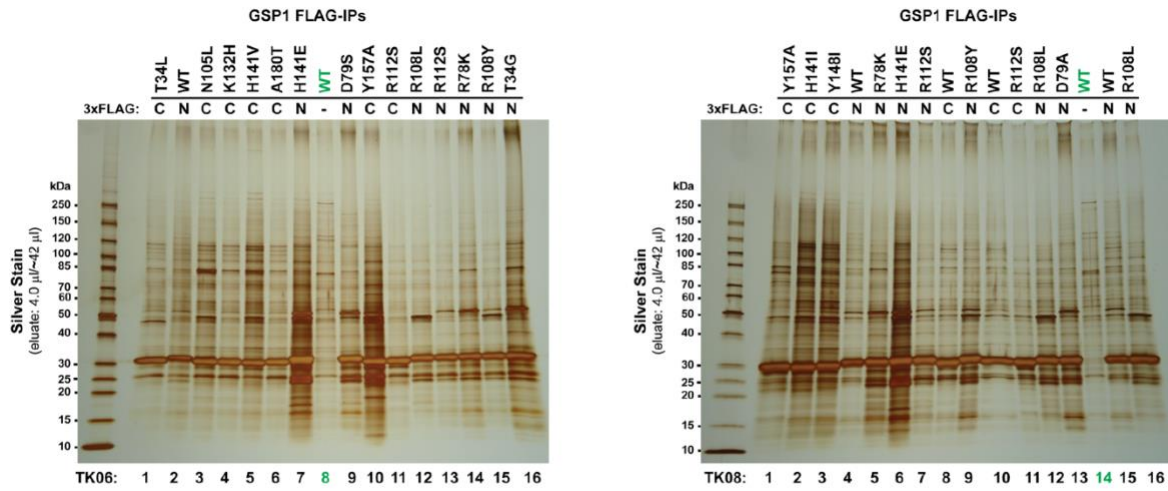 GSP1 FLAG-IPs
T34L WT N105L K132H H141V A180T H141E WT D79S Y157A R112S R108L R112S R78K R108Y T34G
3xFLAG: C N C C C C N - N C C N N N N N
kDa
250
150
120
100
85
70
60
50
40
30
25
20
15
10
Silver Stain
(eluate: 4.0 µl/~42 µl)
TK06: 1 2 3 4 5 6 7 8 9 10 11 12 13 14 15 16
GSP1 FLAG-IPs
Y157A H141I Y148I WT R78K H141E R112S WT R108Y WT R112S R108L D79A WT WT R108L
3xFLAG: C C C N N N N C N C C N N - N N
kDa
250
150
120
100
85
70
60
50
40
30
25
20
15
10
Silver Stain
(eluate: 4.0 µl/~42 µl)
TK08: 1 2 3 4 5 6 7 8 9 10 11 12 13 14 15 16